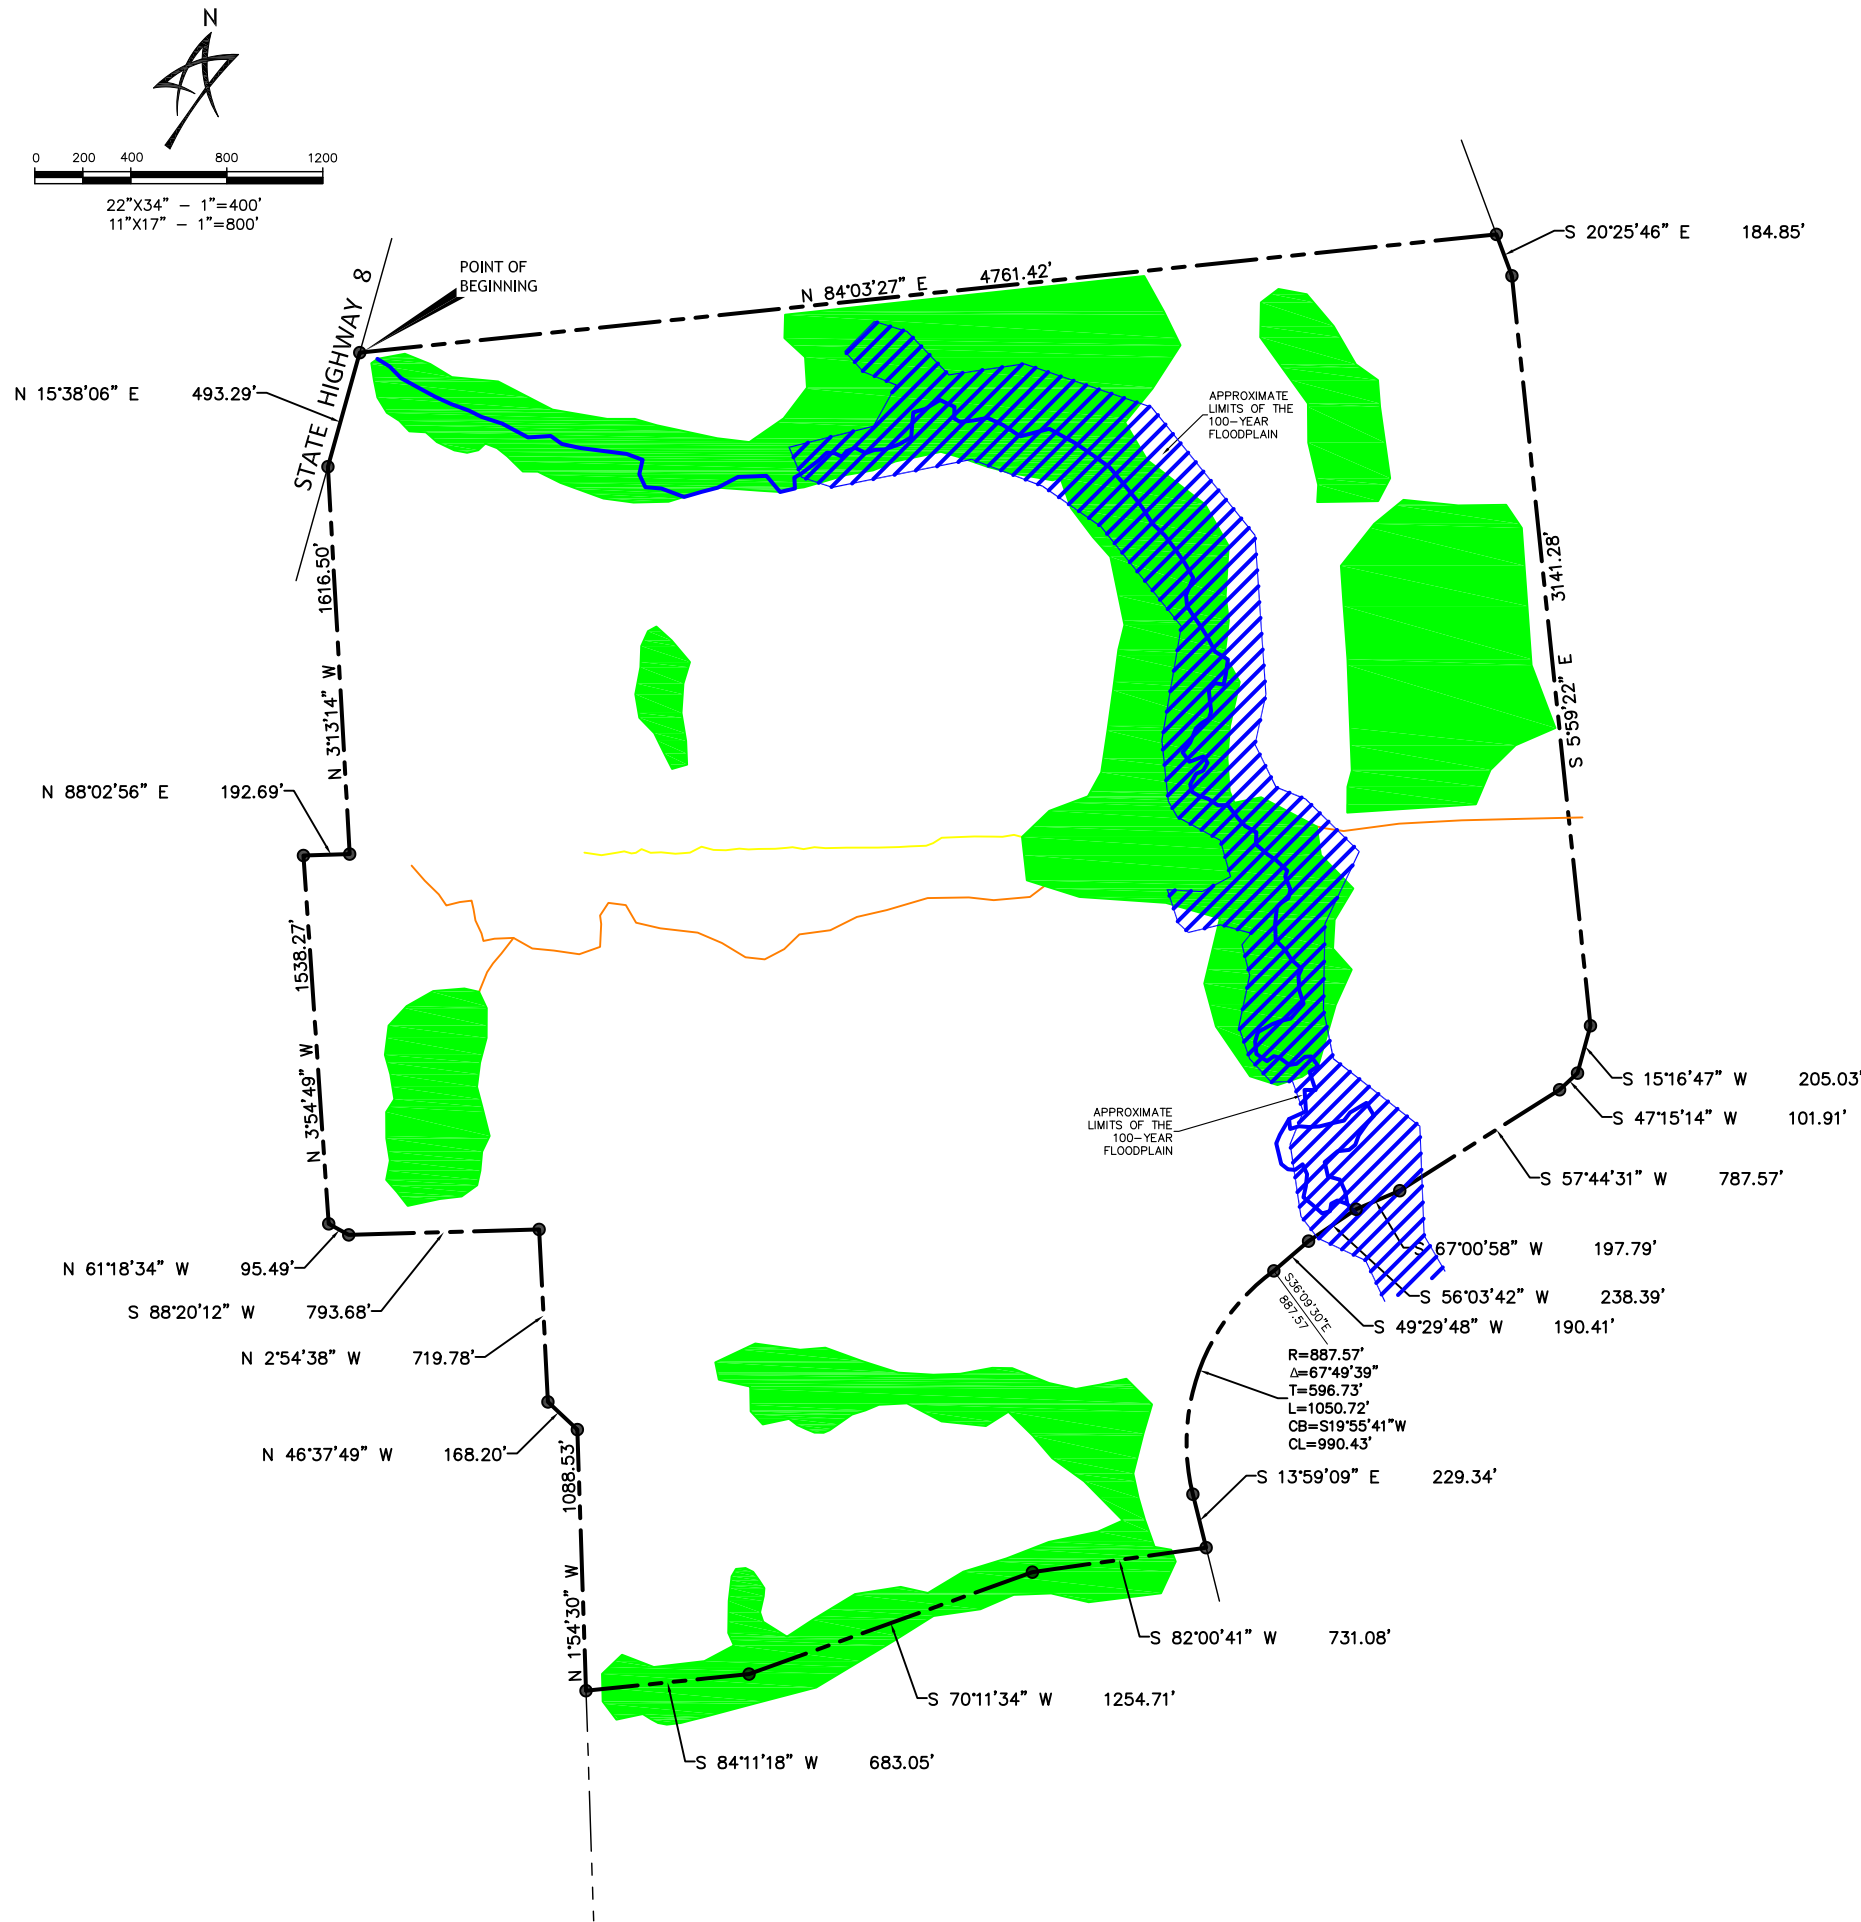 N
0 200 400 800 1200
22"X34" – 1"=400'
11"X17" – 1"=800'
POINT OF
BEGINNING
STATE HIGHWAY 8
N 84°03'27" E 4761.42'
S 20°25'46" E 184.85'
N 15°38'06" E 493.29'
APPROXIMATE
LIMITS OF THE
100-YEAR
FLOODPLAIN
N 3°13'14" W 1616.50'
S 5°59'22" E 3141.28'
N 88°02'56" E 192.69'
N 3°54'49" W 1538.27'
S 15°16'47" W 205.03'
S 47°15'14" W 101.91'
APPROXIMATE
LIMITS OF THE
100-YEAR
FLOODPLAIN
S 57°44'31" W 787.57'
S 67°00'58" W 197.79'
N 61°18'34" W 95.49'
S 56°03'42" W 238.39'
S 88°20'12" W 793.68'
S36°09'30"E
887.57
S 49°29'48" W 190.41'
N 2°54'38" W 719.78'
R=887.57'
Δ=67°49'39"
T=596.73'
L=1050.72'
CB=S19°55'41"W
CL=990.43'
N 46°37'49" W 168.20'
S 13°59'09" E 229.34'
N 1°54'30" W 1088.53'
S 82°00'41" W 731.08'
S 70°11'34" W 1254.71'
S 84°11'18" W 683.05'